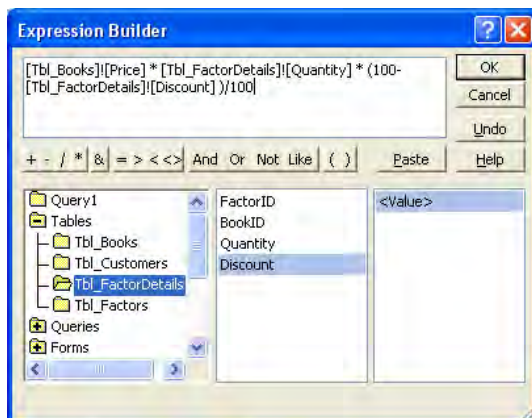 Expression Builder
[Tbl_Books]![Price] * [Tbl_FactorDetails]![Quantity] * (100-
[Tbl_FactorDetails]![Discount] )/100
OK
Cancel
Undo
+ - / * & = > < <> And Or Not Like ( ) Paste Help
Query1
Tables
Tbl_Books
Tbl_Customers
Tbl_FactorDetails
Tbl_Factors
Queries
Forms
FactorID
BookID
Quantity
Discount
<Value>